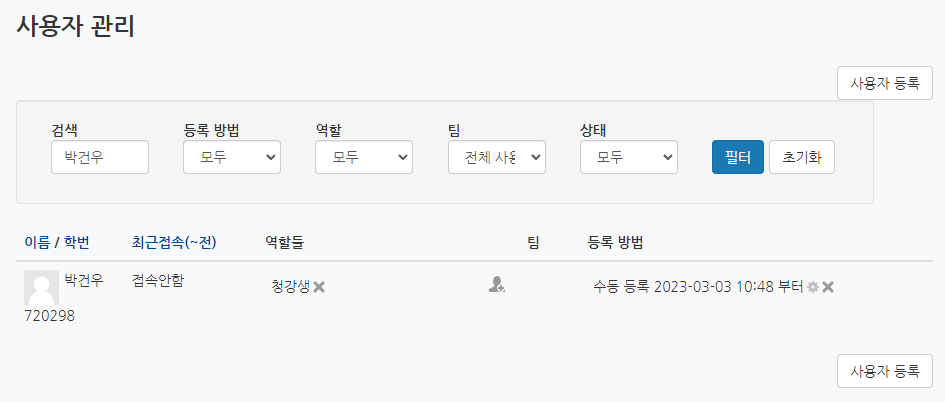 사용자 관리
사용자 등록
검색 등록 방법 역할 팀 상태
박건우 모두 모두 전체 사용 모두 필터 초기화
이름 / 학번 최근접속(~전) 역할들 팀 등록 방법
박건우 접속안함 청강생 수동 등록 2023-03-03 10:48 부터
720298
사용자 등록